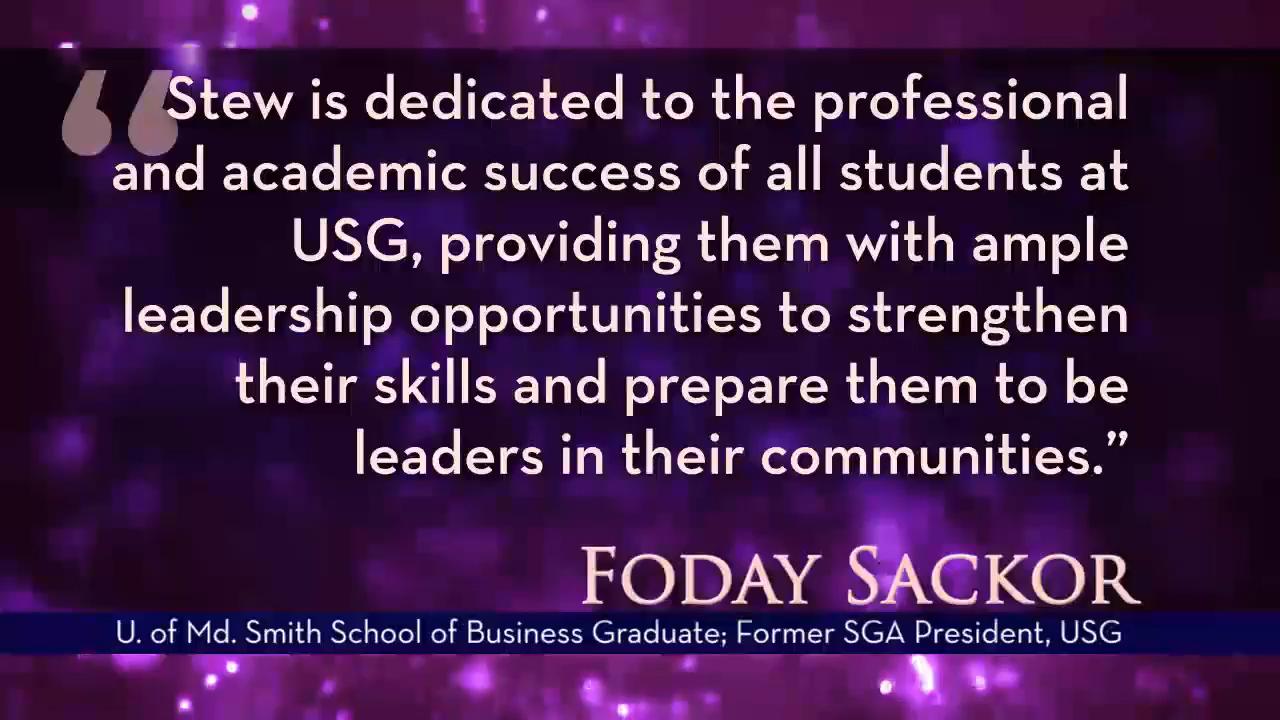 “Stew is dedicated to the professional
and academic success of all students at
USG, providing them with ample
leadership opportunities to strengthen
their skills and prepare them to be
leaders in their communities.”
FODAY SACKOR
U. of Md. Smith School of Business Graduate; Former SGA President, USG